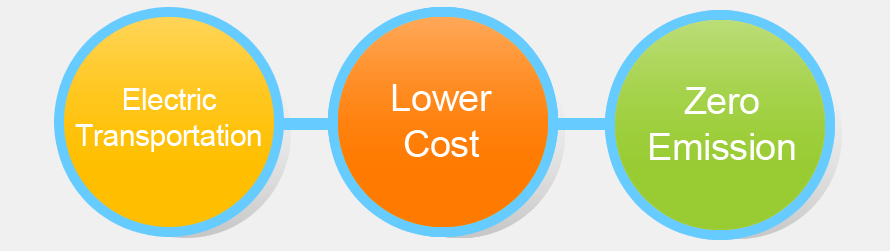 Electric
Transportation
Lower
Cost
Zero
Emission